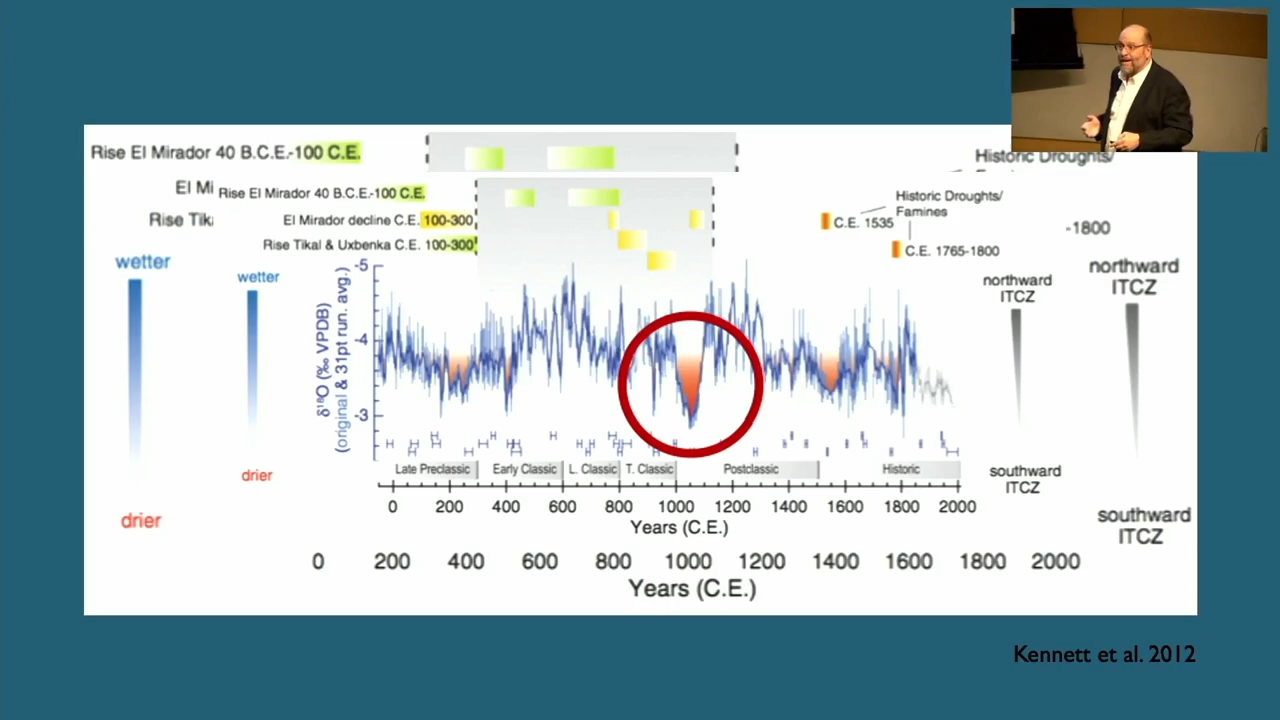 Rise El Mirador 40 B.C.E.-100 C.E.
Historic Droughts/
El Mi
Rise El Mirador 40 B.C.E.-100 C.E.
Historic Droughts/
Famines
Rise Tik
El Mirador decline C.E. 100-300
C.E. 1535
-1800
Rise Tikal & Uxbenka C.E. 100-300
C.E. 1765-1800
wetter
wetter
northward
ITCZ
northward
ITCZ
δ18O (‰ VPDB)
(original & 31pt run. avg.)
-5
-4
-3
drier
drier
southward
ITCZ
southward
ITCZ
Late Preclassic
Early Classic
L. Classic
T. Classic
Postclassic
Historic
0 200 400 600 800 1000 1200 1400 1600 1800 2000
Years (C.E.)
0 200 400 600 800 1000 1200 1400 1600 1800 2000
Years (C.E.)
Kennett et al. 2012